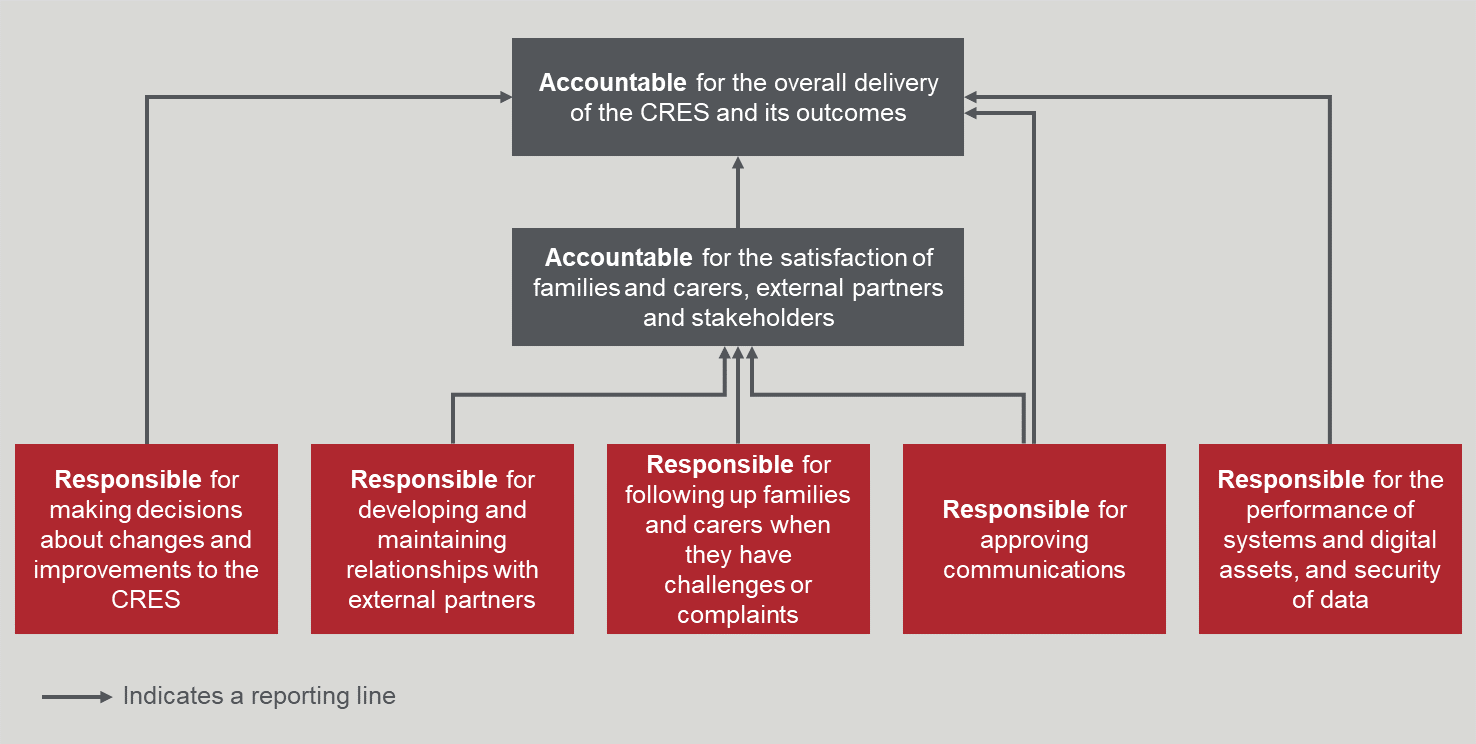 Accountable for the overall delivery
of the CRES and its outcomes
Accountable for the satisfaction of
families and carers, external partners
and stakeholders
Responsible for
making decisions
about changes and
improvements to the
CRES
Responsible for
developing and
maintaining
relationships with
external partners
Responsible for
following up families
and carers when
they have
challenges or
complaints
Responsible for
approving
communications
Responsible for the
performance of
systems and digital
assets, and security
of data
Indicates a reporting line